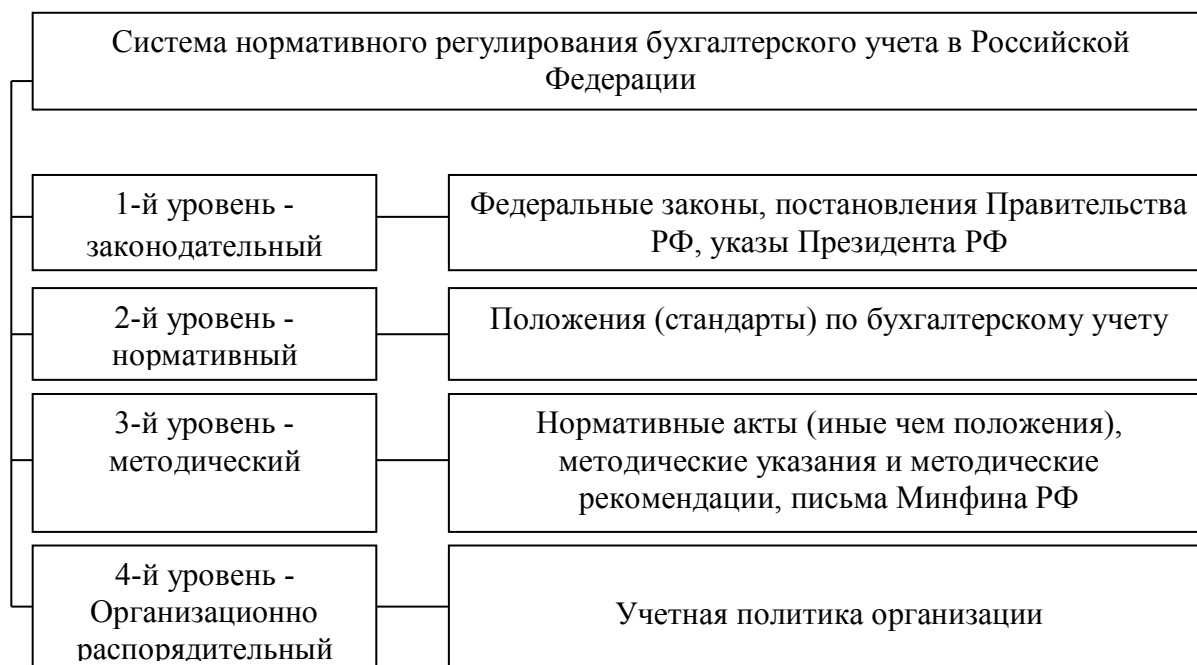 Система нормативного регулирования бухгалтерского учета в Российской
Федерации
1-й уровень -
законодательный
Федеральные законы, постановления Правительства
РФ, указы Президента РФ
2-й уровень -
нормативный
Положения (стандарты) по бухгалтерскому учету
3-й уровень -
методический
Нормативные акты (иные чем положения),
методические указания и методические
рекомендации, письма Минфина РФ
4-й уровень -
Организационно
распорядительный
Учетная политика организации